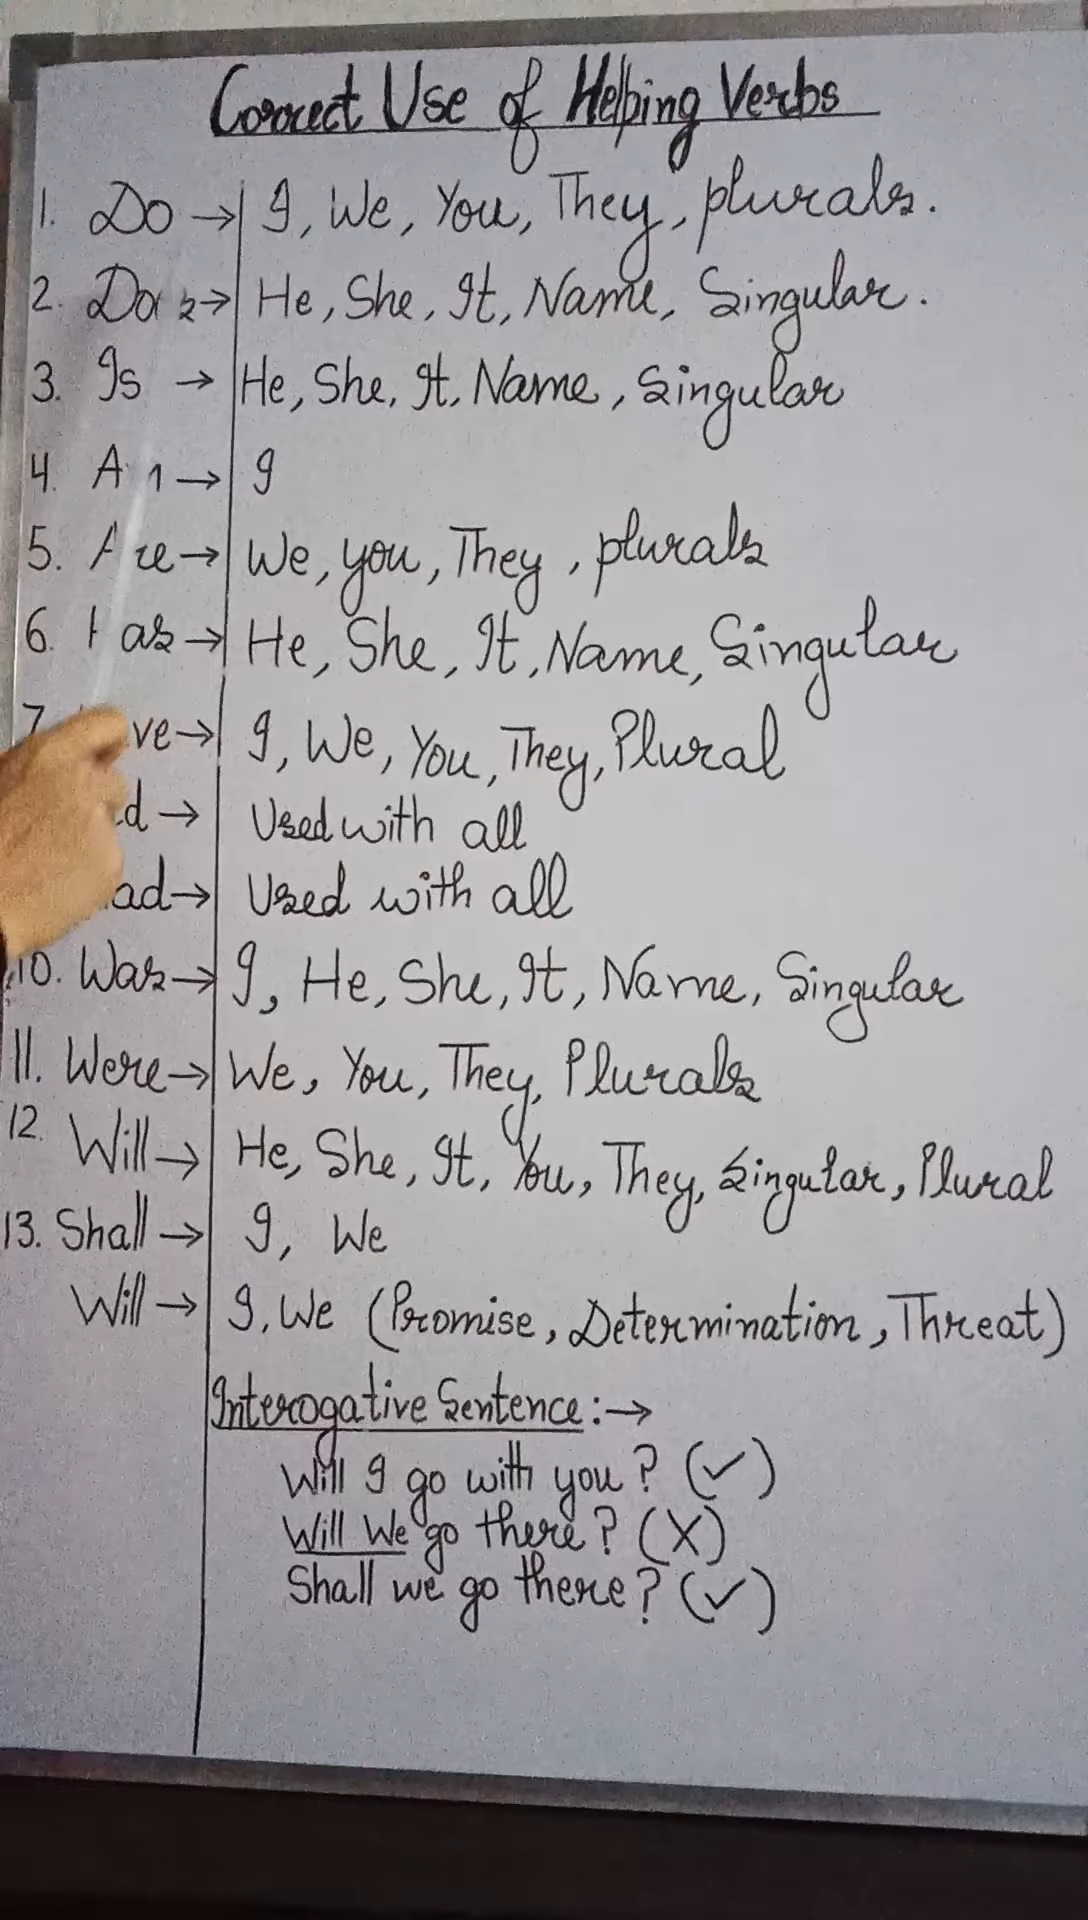 Correct Use of Helping Verbs
1. Do → I, We, You, They, plurals.
2. → He, She, It, Name, Singular.
3. Is → He, She, It, Name, Singular
4. → I
5. Are → We, you, They, plurals
6. Has → He, She, It, Name, Singular
7. → I, We, You, They, Plural
→ Used with all
→ Used with all
10. Was → I, He, She, It, Name, Singular
11. Were → We, You, They, Plurals
12. Will → He, She, It, You, They, Singular, Plural
13. Shall → I, We
Will → I, We (Promise, Determination, Threat)
Interogative Sentence :→
Will I go with you? (✓)
Will We go there? (X)
Shall we go there? (✓)